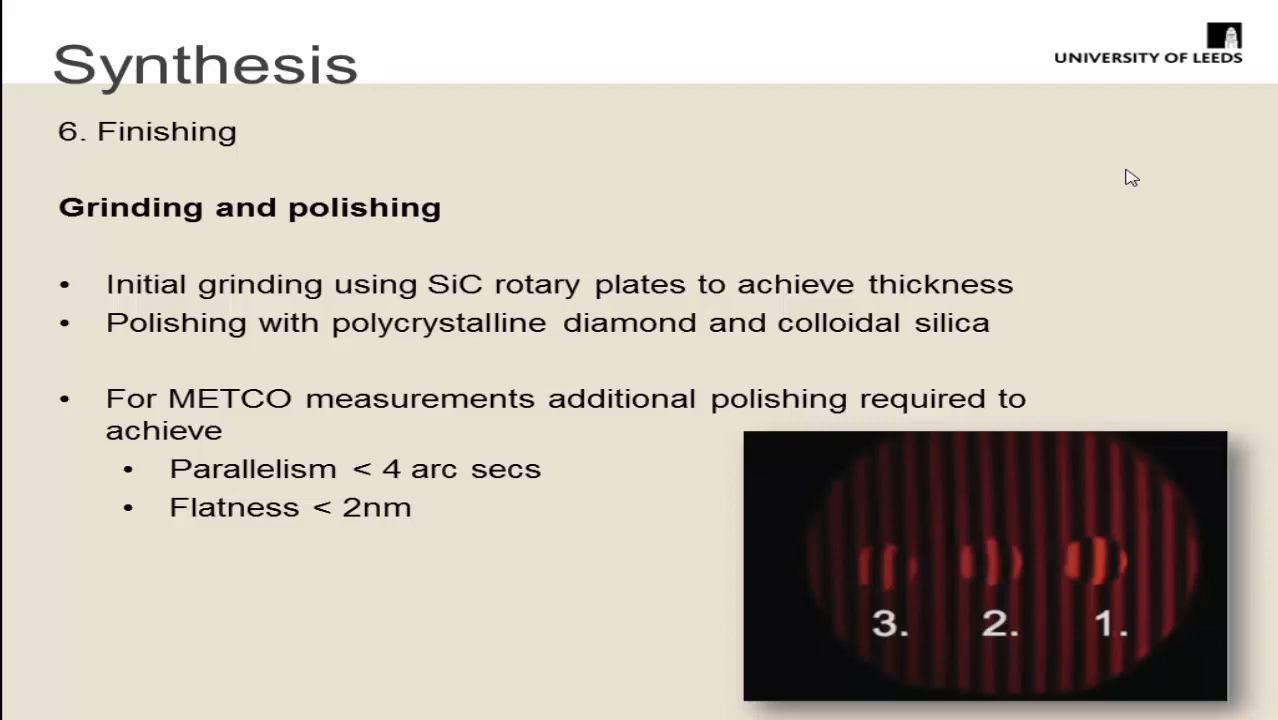 Synthesis
UNIVERSITY OF LEEDS
6. Finishing
Grinding and polishing
• Initial grinding using SiC rotary plates to achieve thickness
• Polishing with polycrystalline diamond and colloidal silica
• For METCO measurements additional polishing required to
achieve
• Parallelism < 4 arc secs
• Flatness < 2nm
3. 2. 1.